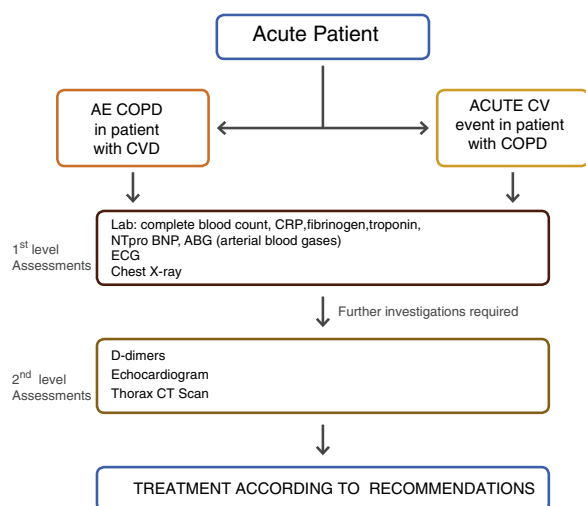 Acute Patient
AE COPD
in patient
with CVD
ACUTE CV
event in patient
with COPD
1st level
Assessments
Lab: complete blood count, CRP,fibrinogen,troponin,
NTpro BNP, ABG (arterial blood gases)
ECG
Chest X-ray
Further investigations required
2nd level
Assessments
D-dimers
Echocardiogram
Thorax CT Scan
TREATMENT ACCORDING TO RECOMMENDATIONS